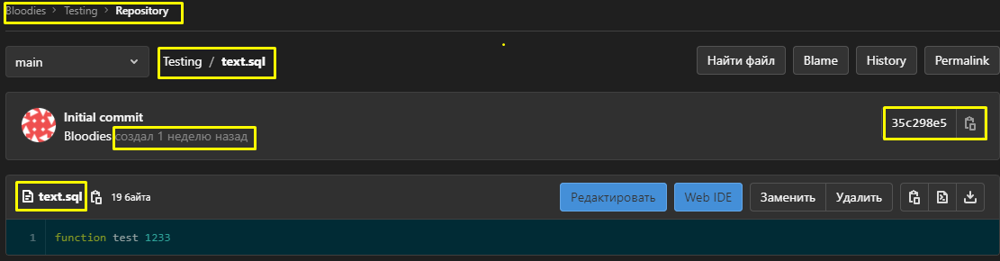 Bloodies > Testing > Repository
main Testing / text.sql Найти файл Blame History Permalink
Initial commit
Bloodies создал 1 неделю назад 35c298e5
text.sql 19 байта Редактировать Web IDE Заменить Удалить
1 function test 1233